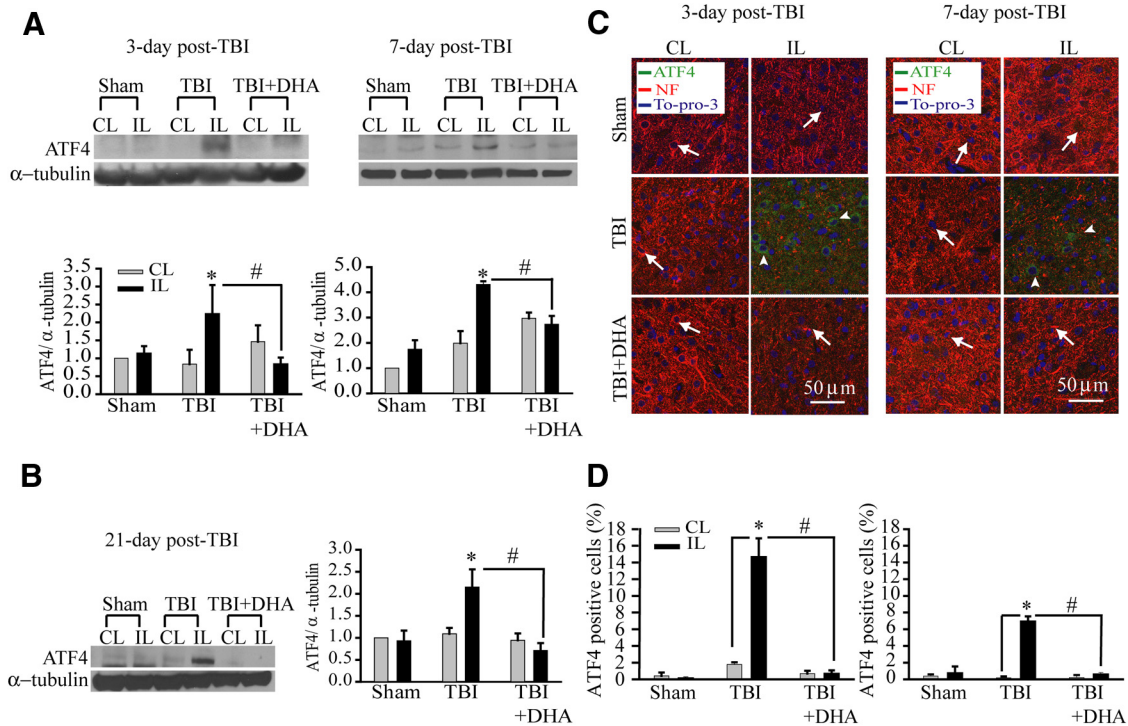 A
3-day post-TBI
7-day post-TBI
Sham TBI TBI+DHA
CL IL CL IL CL IL
ATF4
α−tubulin
Sham TBI TBI+DHA
CL IL CL IL CL IL
ATF4/ α -tubulin
3.5
3.0
2.5
2.0
1.5
1.0
0.5
0.0
CL
IL
*
#
Sham TBI TBI
+DHA
ATF4/ α -tubulin
5.0
4.0
3.0
2.0
1.0
0.0
*
#
Sham TBI TBI
+DHA
B
21-day post-TBI
Sham TBI TBI+DHA
CL IL CL IL CL IL
ATF4
α−tubulin
ATF4/ α -tubulin
3.0
2.5
2.0
1.5
1.0
0.5
0.0
*
#
Sham TBI TBI
+DHA
C
3-day post-TBI
7-day post-TBI
CL IL CL IL
ATF4
NF
To-pro-3
ATF4
NF
To-pro-3
Sham
TBI
TBI+DHA
50 µm
50 µm
D
ATF4 positive cells (%)
18
16
14
12
10
8
6
4
2
0
CL
IL
*
#
Sham TBI TBI
+DHA
ATF4 positive cells (%)
18
16
14
12
10
8
6
4
2
0
*
#
Sham TBI TBI
+DHA